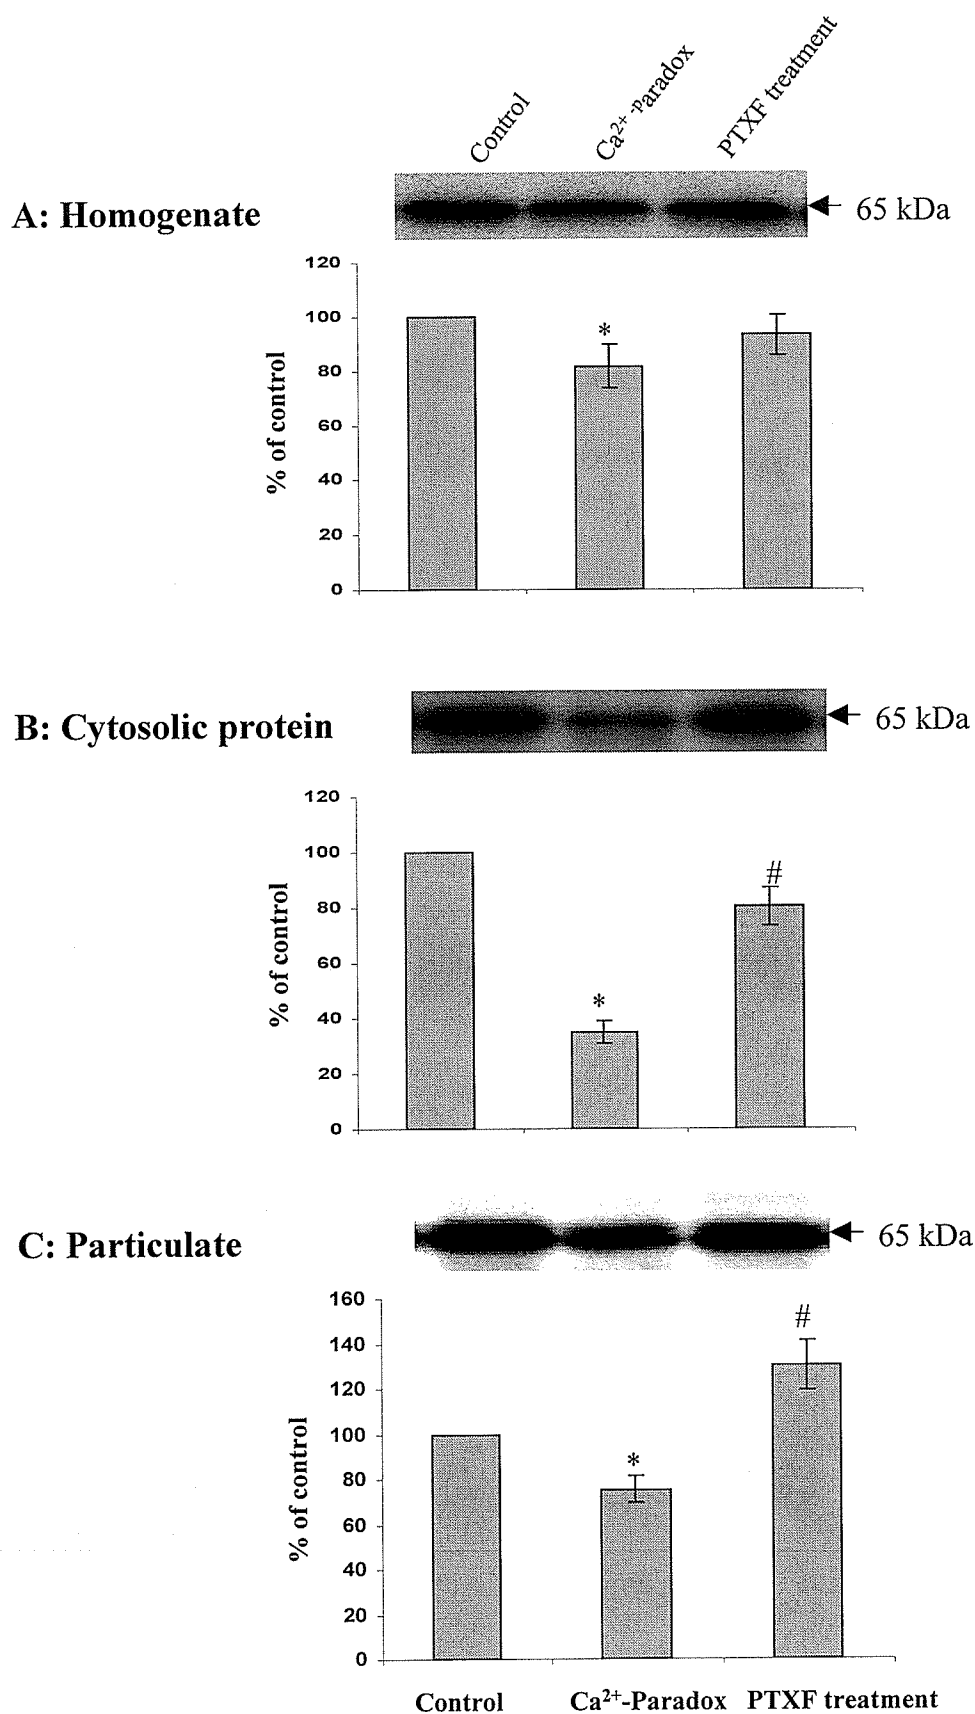 Control
Ca2+-Paradox
PTXF treatment
A: Homogenate
65 kDa
120
100
80
60
40
20
0
% of control
*
B: Cytosolic protein
65 kDa
120
100
80
60
40
20
0
% of control
*
#
C: Particulate
65 kDa
160
140
120
100
80
60
40
20
0
% of control
*
#
Control Ca2+-Paradox PTXF treatment